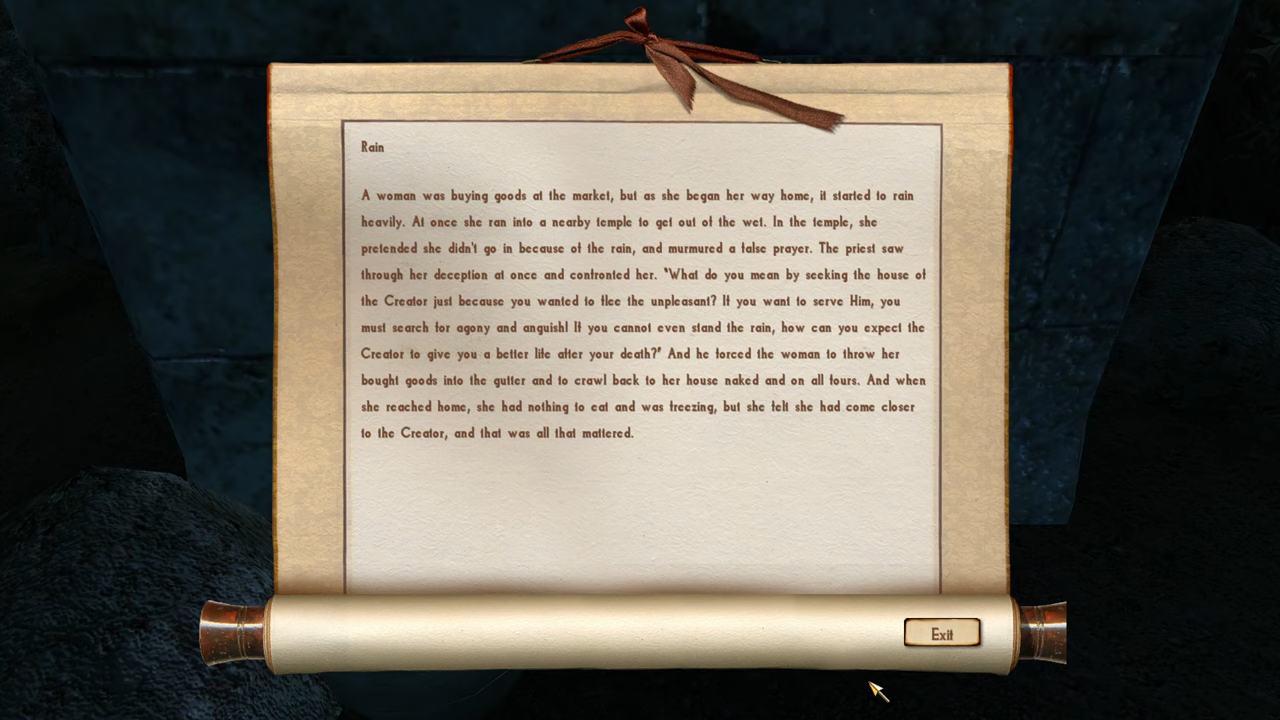 Rain
A woman was buying goods at the market, but as she began her way home, it started to rain
heavily. At once she ran into a nearby temple to get out of the wet. In the temple, she
pretended she didn't go in because of the rain, and murmured a false prayer. The priest saw
through her deception at once and confronted her. "What do you mean by seeking the house of
the Creator just because you wanted to flee the unpleasant? If you want to serve Him, you
must search for agony and anguish! If you cannot even stand the rain, how can you expect the
Creator to give you a better life after your death?" And he forced the woman to throw her
bought goods into the gutter and to crawl back to her house naked and on all fours. And when
she reached home, she had nothing to eat and was freezing, but she felt she had come closer
to the Creator, and that was all that mattered.
Exit